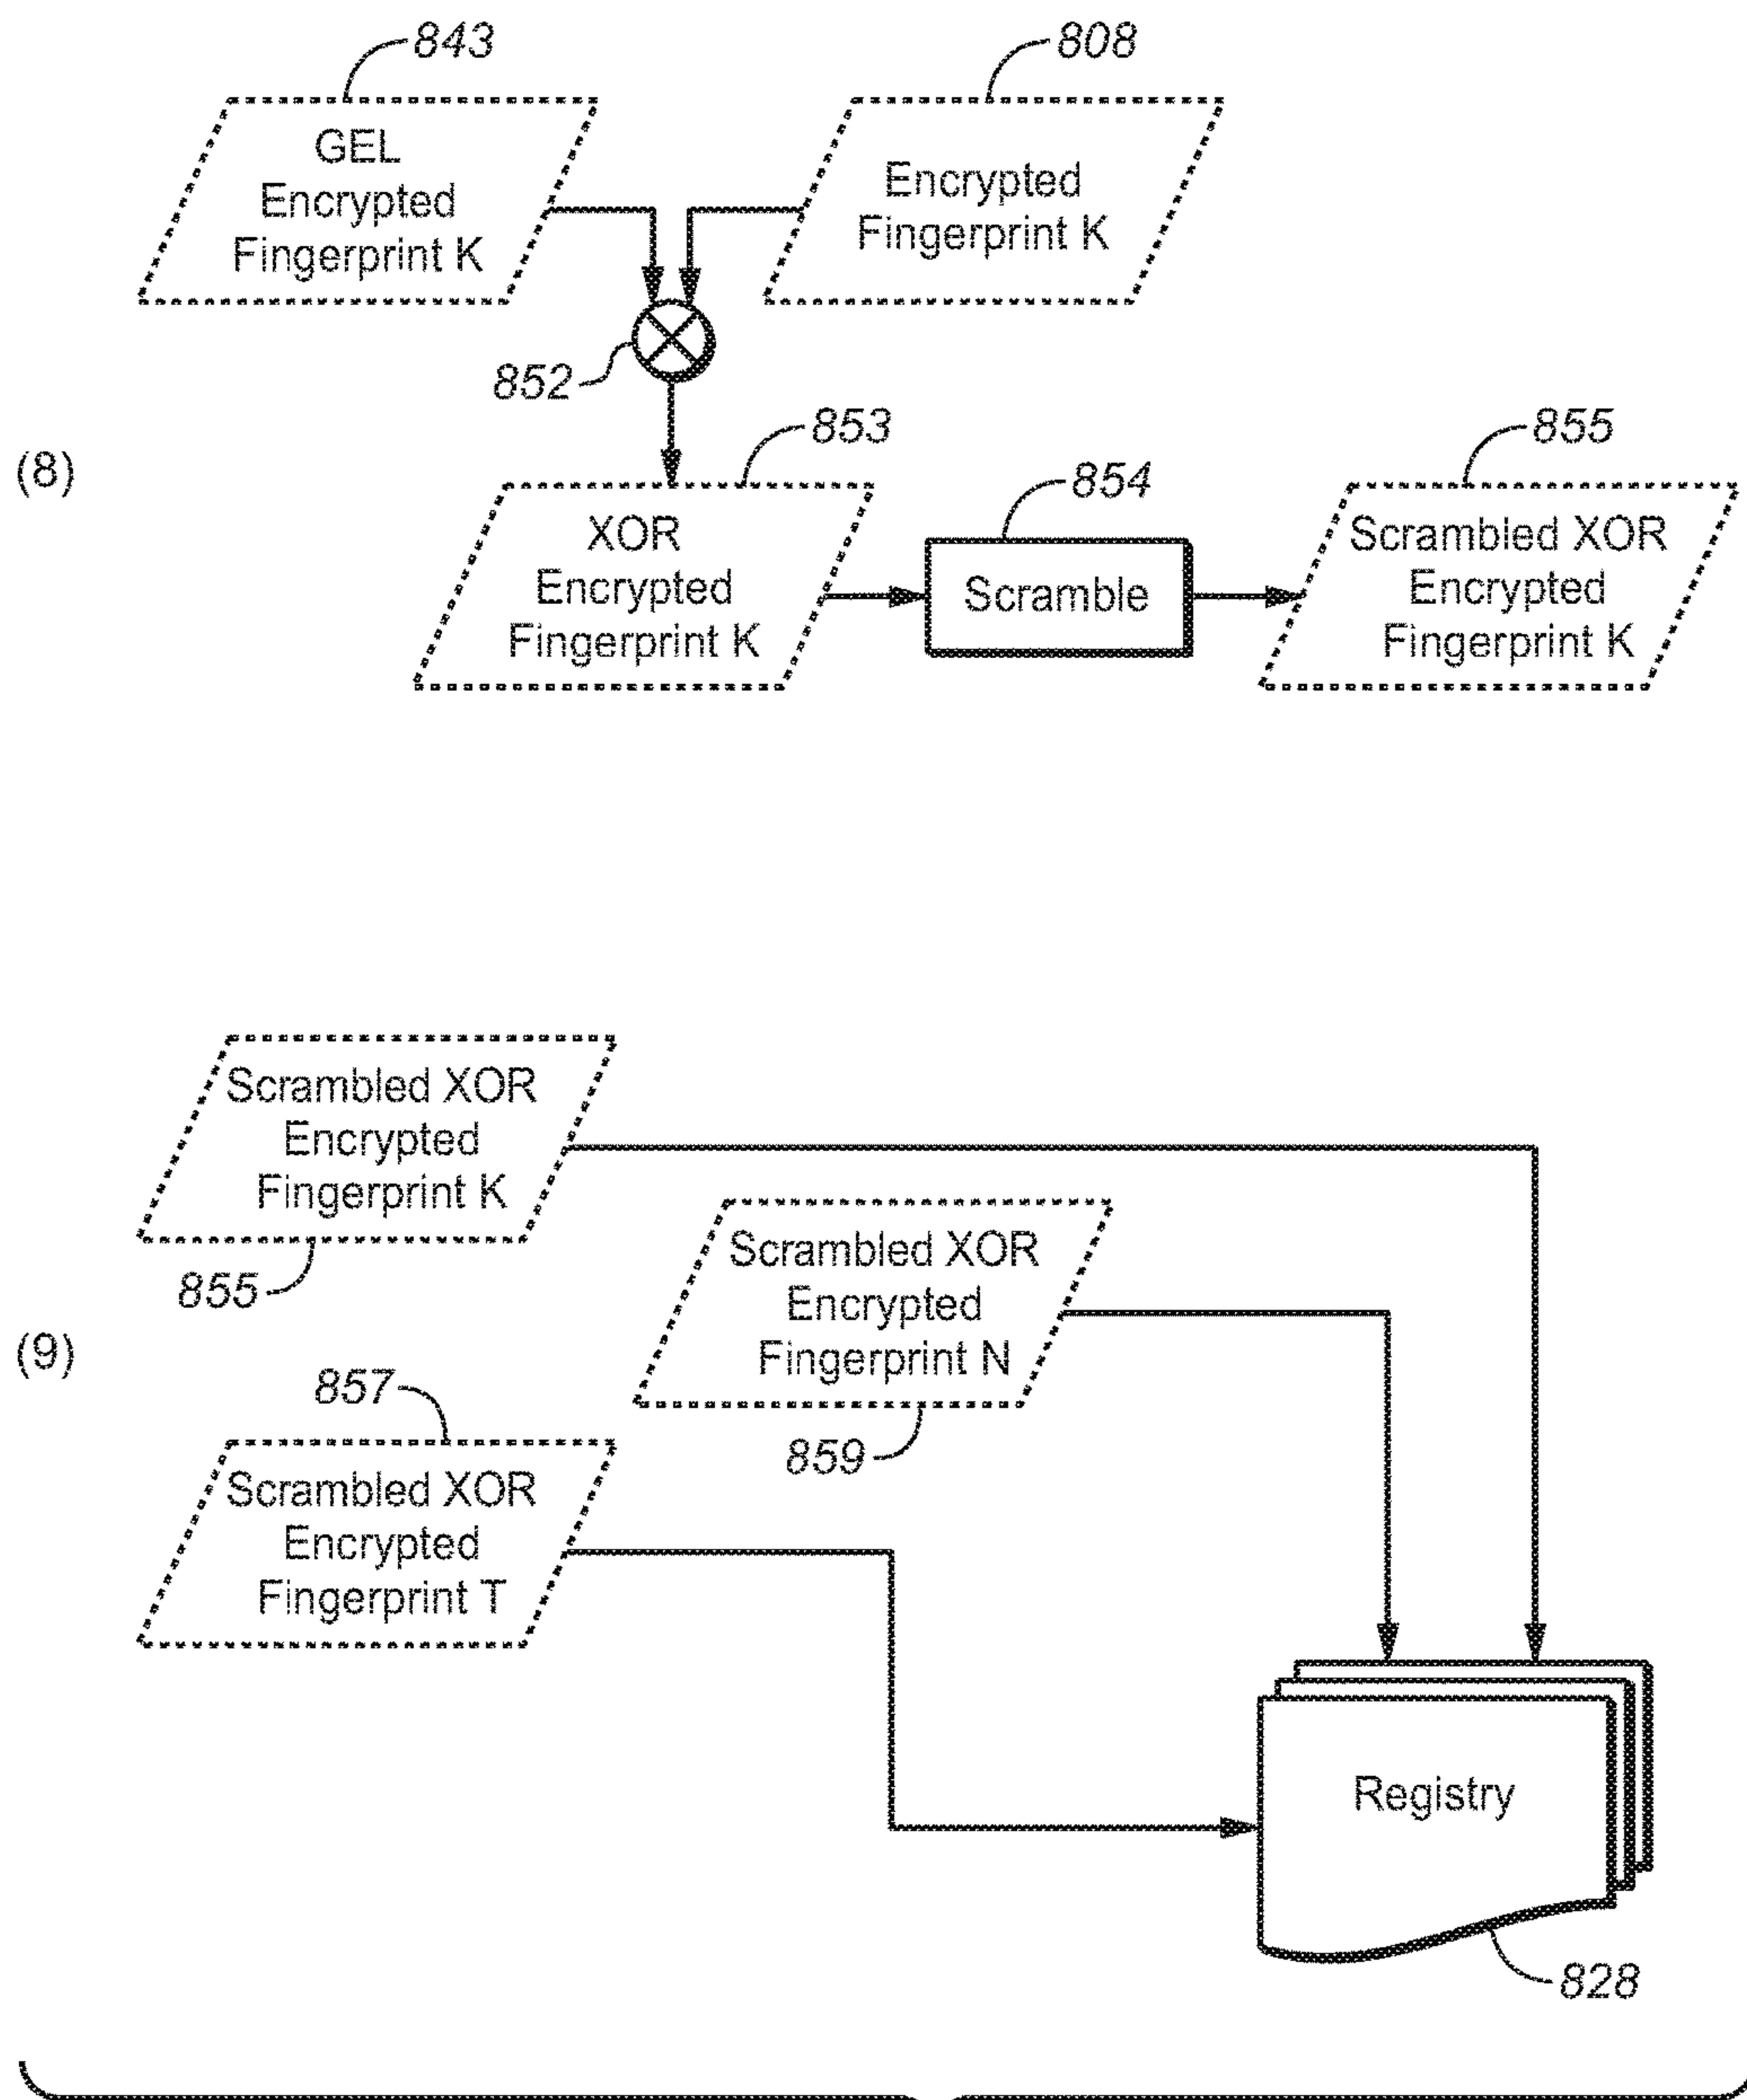 843
808
GEL
Encrypted
Fingerprint K
Encrypted
Fingerprint K
852
(8)
853
854
855
XOR
Encrypted
Fingerprint K
Scramble
Scrambled XOR
Encrypted
Fingerprint K
Scrambled XOR
Encrypted
Fingerprint K
855
Scrambled XOR
Encrypted
Fingerprint N
859
(9)
857
Scrambled XOR
Encrypted
Fingerprint T
Registry
828